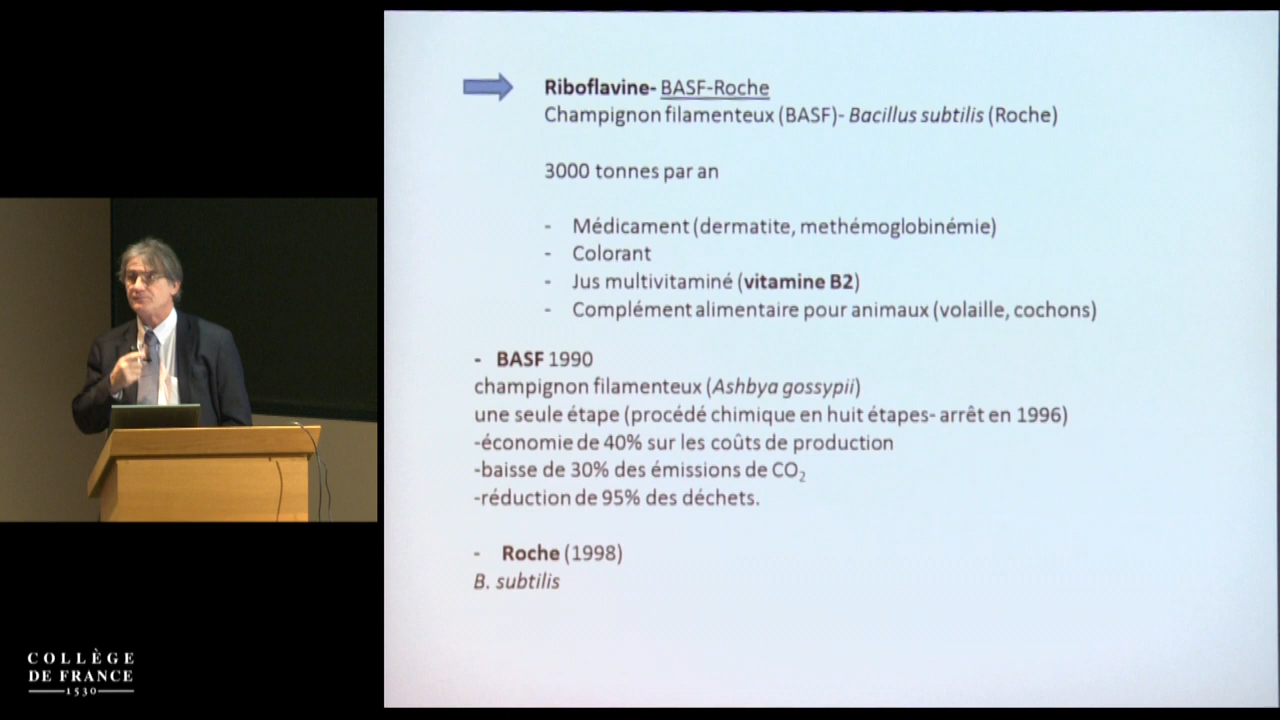 Riboflavine- BASF-Roche
Champignon filamenteux (BASF)- Bacillus subtilis (Roche)
3000 tonnes par an
- Médicament (dermatite, methémoglobinémie)
- Colorant
- Jus multivitaminé (vitamine B2)
- Complément alimentaire pour animaux (volaille, cochons)
- BASF 1990
champignon filamenteux (Ashbya gossypii)
une seule étape (procédé chimique en huit étapes- arrêt en 1996)
-économie de 40% sur les coûts de production
-baisse de 30% des émissions de CO₂
-réduction de 95% des déchets.
- Roche (1998)
B. subtilis
COLLÈGE
DE FRANCE
1530